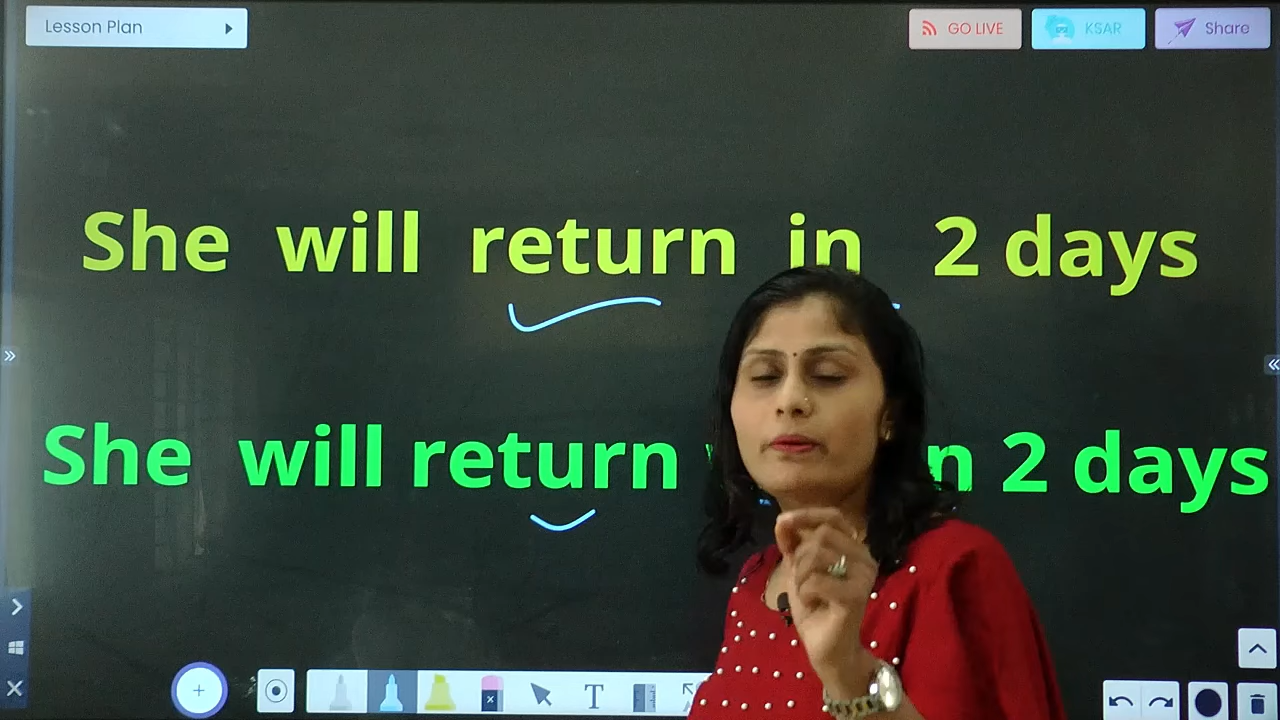 Lesson Plan
GO LIVE
KSAR
Share
She will return in 2 days
She will return 2 days
T